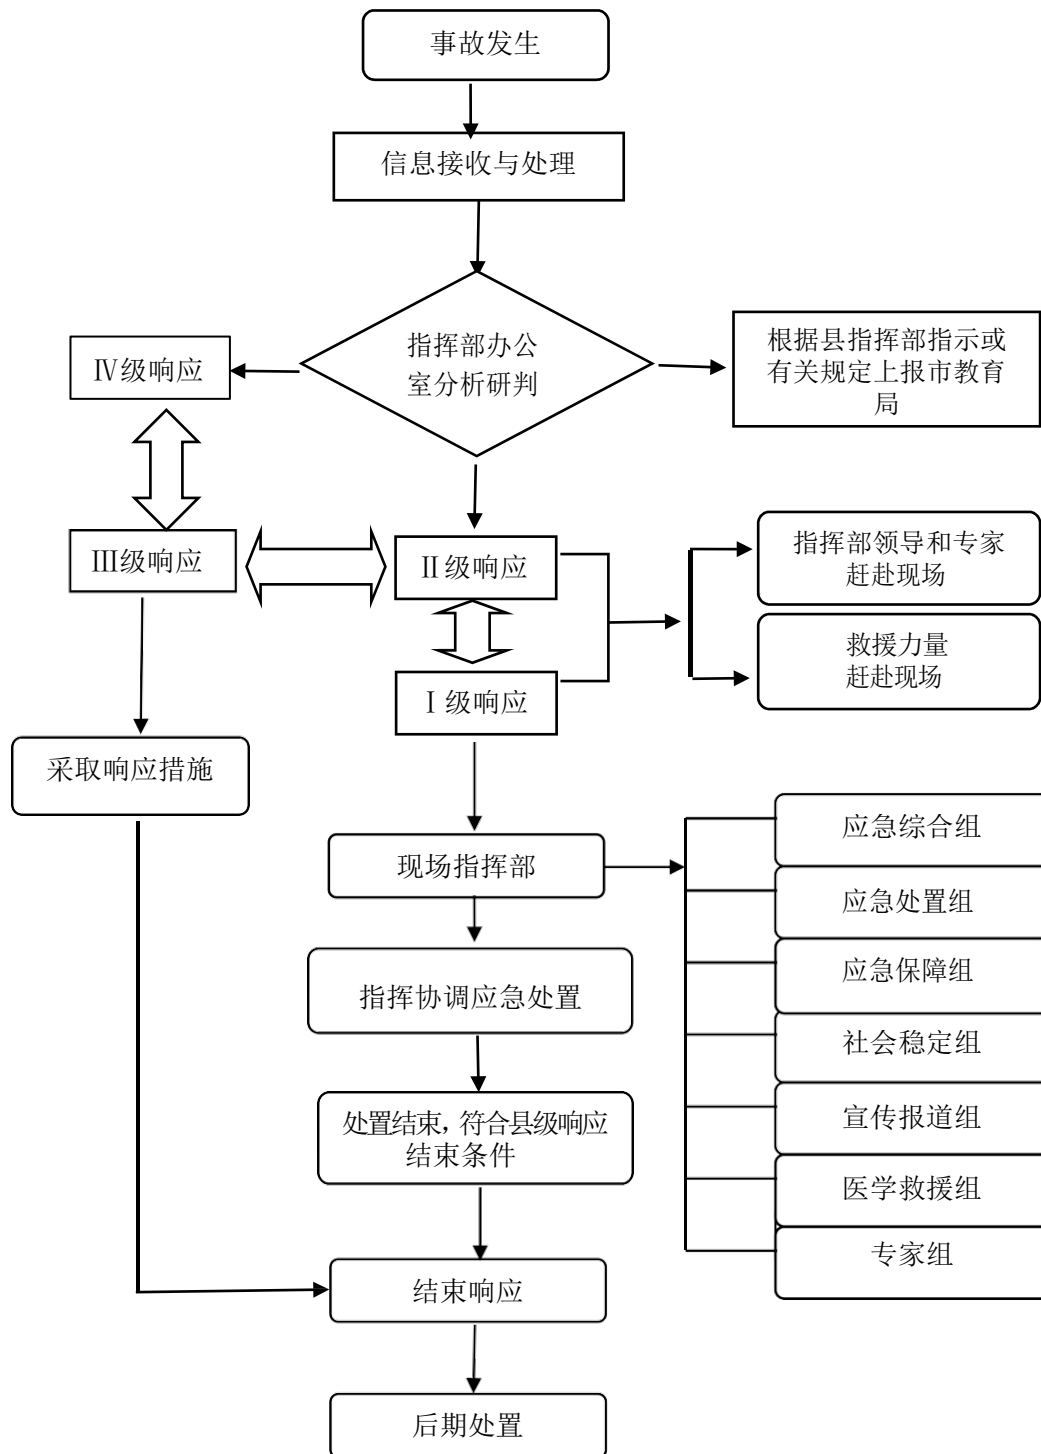 事故发生
信息接收与处理
指挥部办公
室分析研判
根据县指挥部指示或
有关规定上报市教育
局
Ⅳ级响应
Ⅲ级响应
Ⅱ级响应
指挥部领导和专家
赶赴现场
救援力量
赶赴现场
Ⅰ级响应
采取响应措施
现场指挥部
应急综合组
应急处置组
应急保障组
社会稳定组
宣传报道组
医学救援组
专家组
指挥协调应急处置
处置结束，符合县级响应
结束条件
结束响应
后期处置